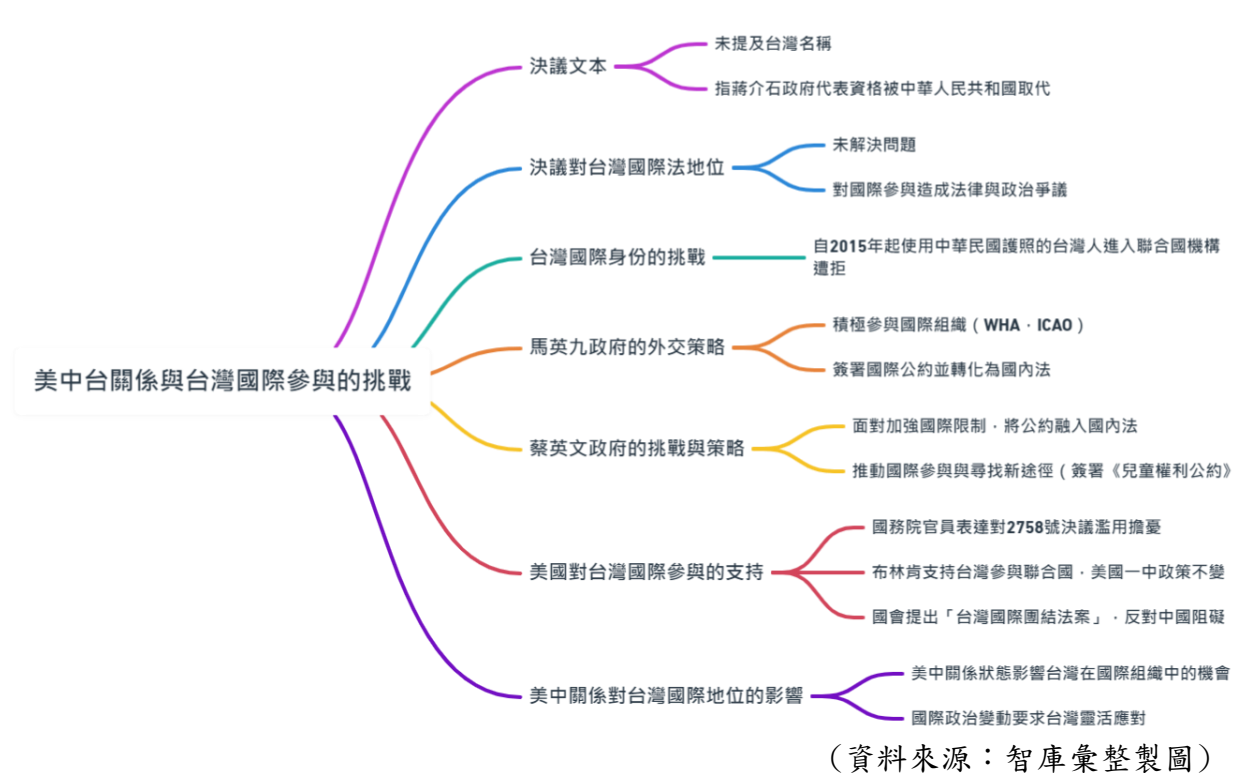 美中台關係與台灣國際參與的挑戰
決議文本
未提及台灣名稱
指蔣介石政府代表資格被中華人民共和國取代
決議對台灣國際法地位
未解決問題
對國際參與造成法律與政治爭議
台灣國際身份的挑戰
自2015年起使用中華民國護照的台灣人進入聯合國機構
遭拒
馬英九政府的外交策略
積極參與國際組織（WHA，ICAO）
簽署國際公約並轉化為國內法
蔡英文政府的挑戰與策略
面對加強國際限制，將公約融入國內法
推動國際參與與尋找新途徑（簽署《兒童權利公約》
美國對台灣國際參與的支持
國務院官員表達對2758號決議濫用擔憂
布林肯支持台灣參與聯合國，美國一中政策不變
國會提出「台灣國際團結法案」，反對中國阻礙
美中關係對台灣國際地位的影響
美中關係狀態影響台灣在國際組織中的機會
國際政治變動要求台灣靈活應對
（資料來源：智庫彙整製圖）